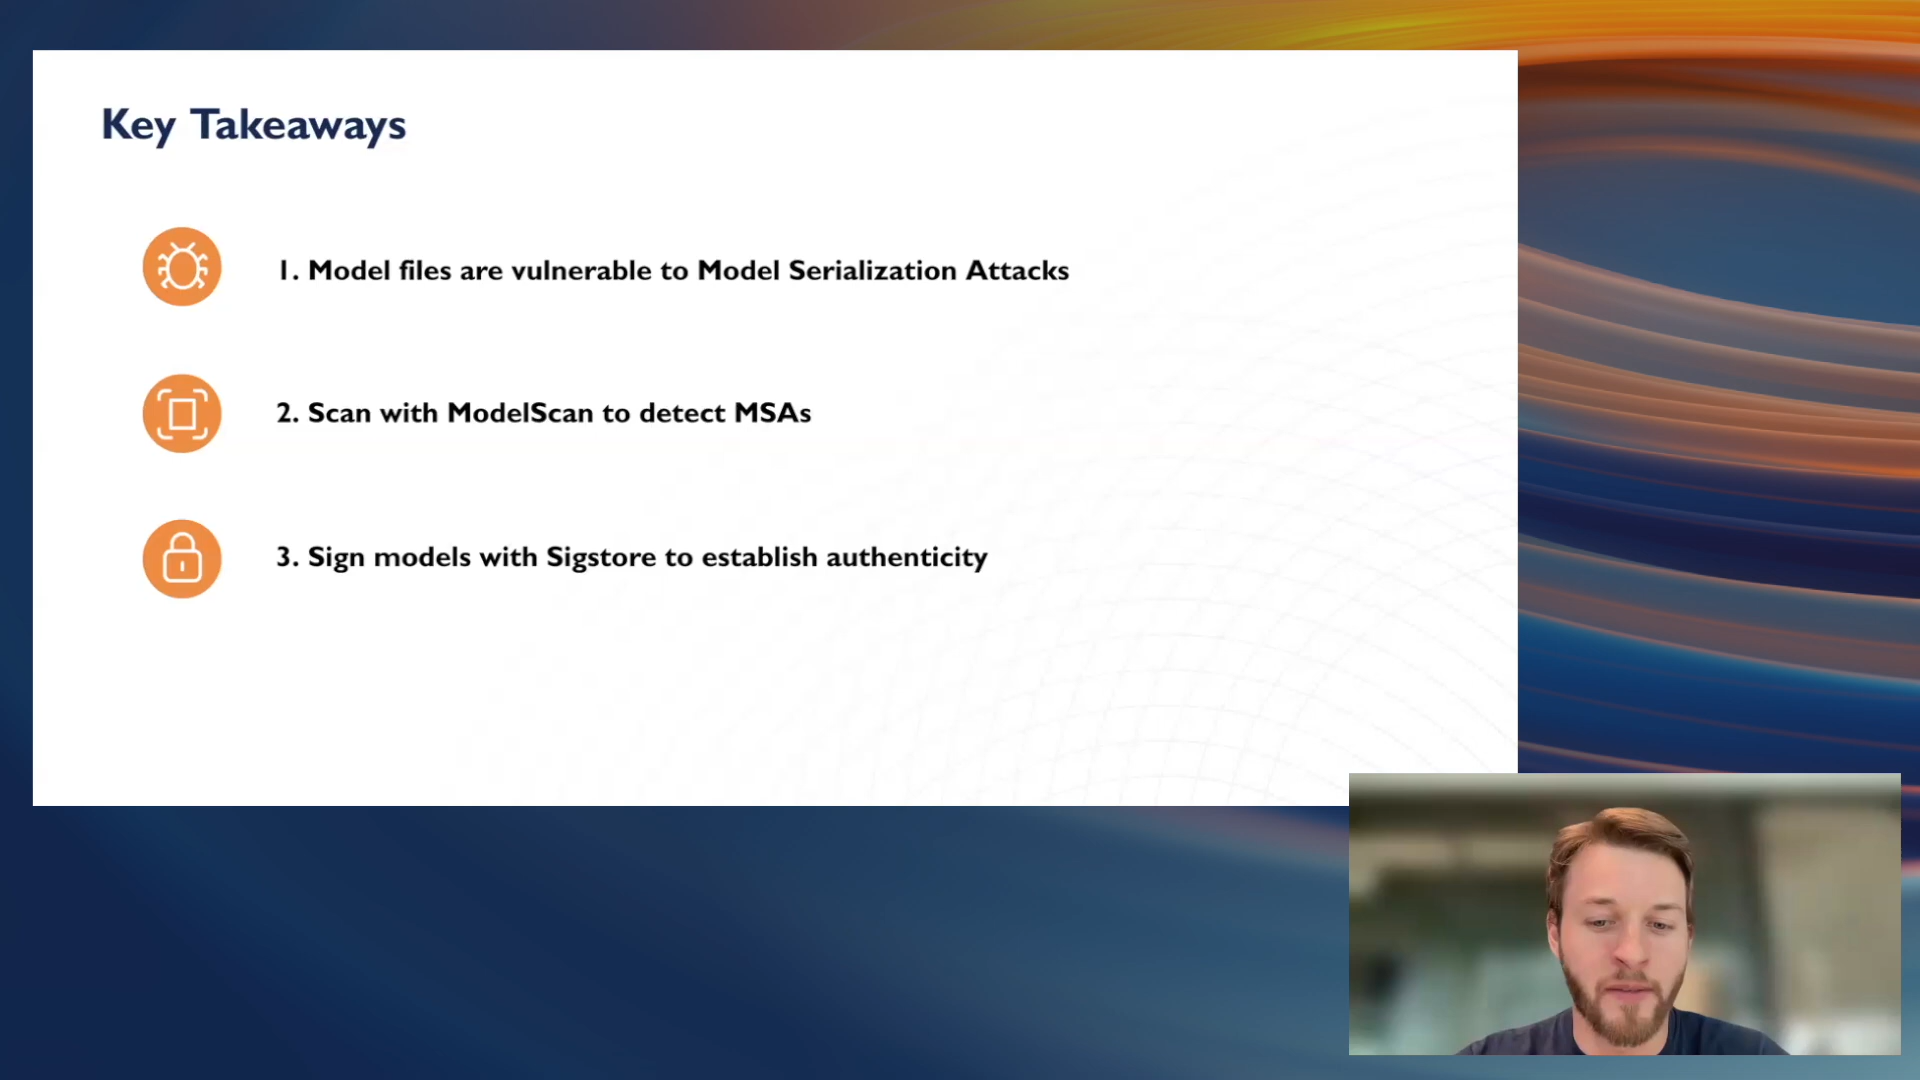 Key Takeaways
1. Model files are vulnerable to Model Serialization Attacks
2. Scan with ModelScan to detect MSAs
3. Sign models with Sigstore to establish authenticity